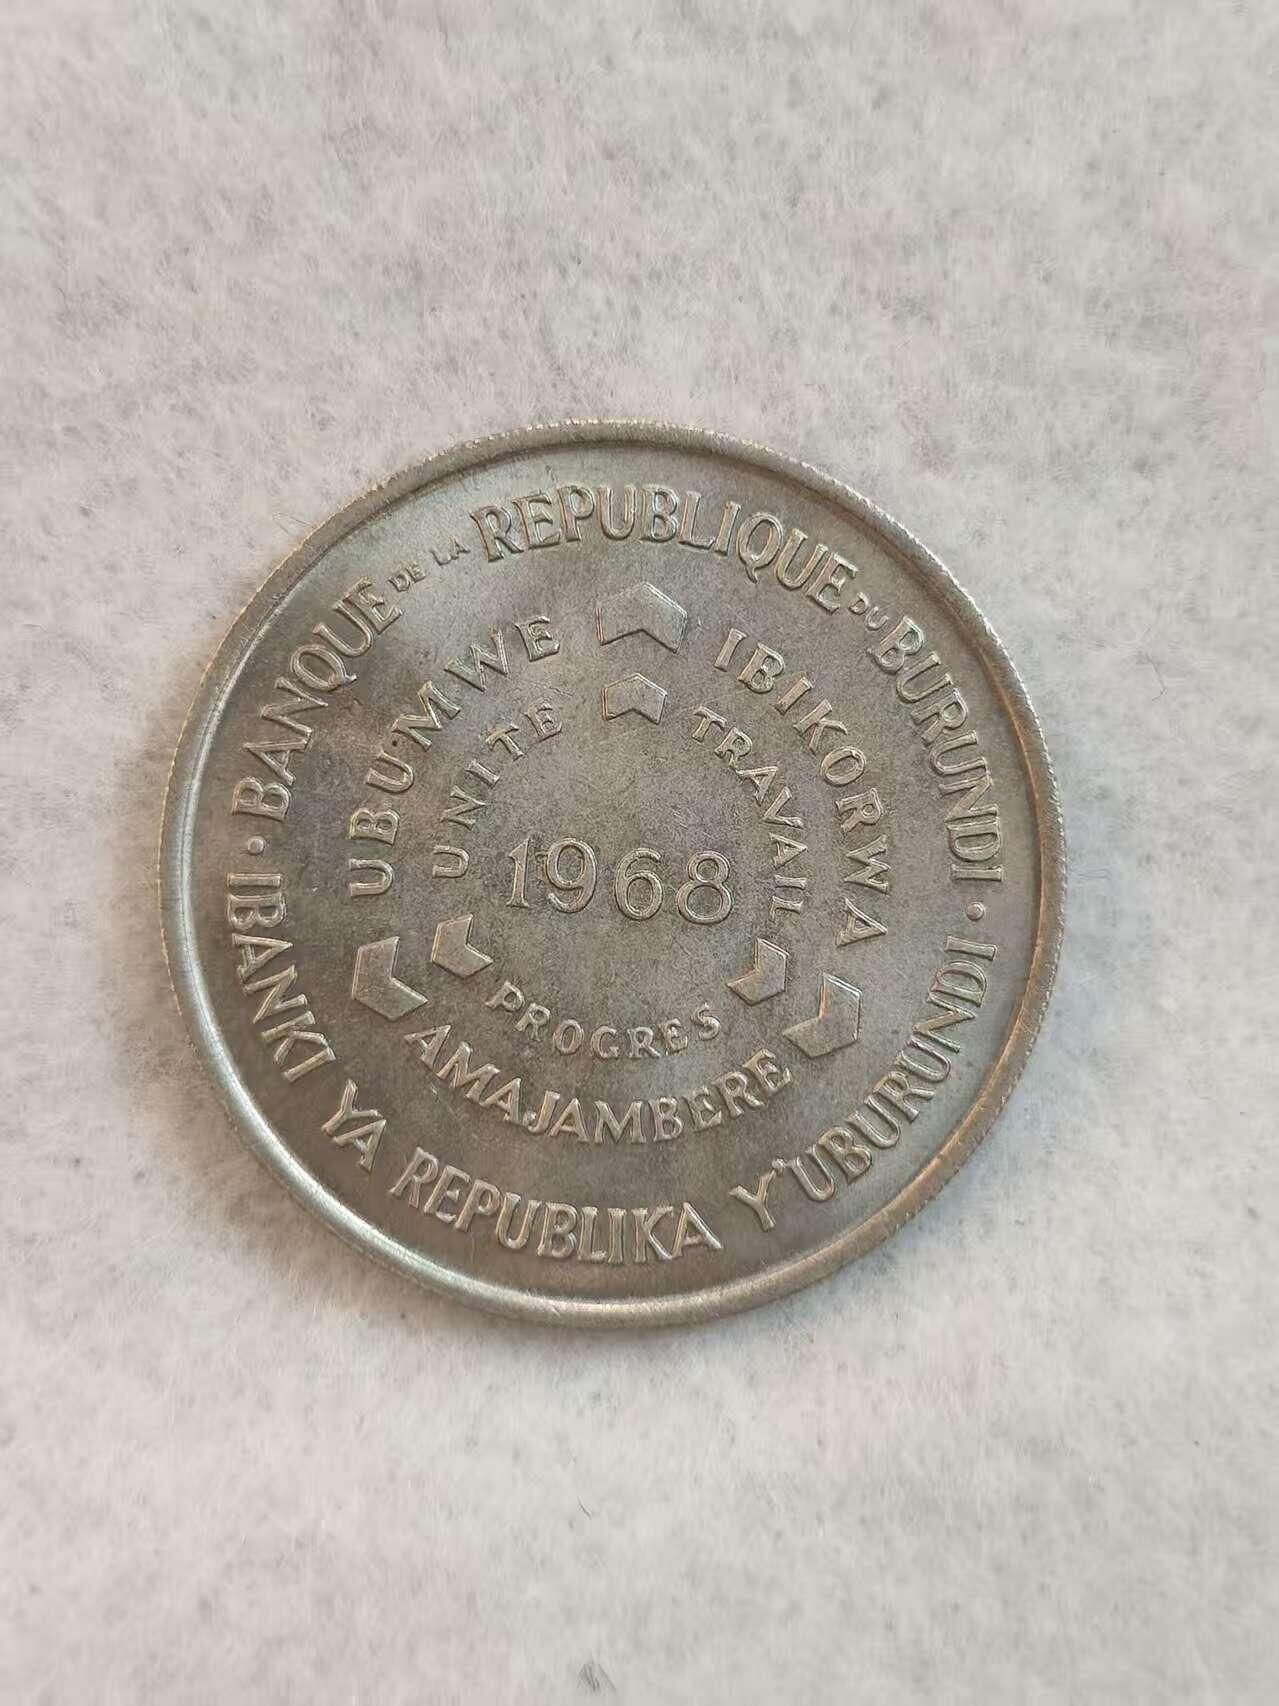 BANQUE DE LA REPUBLIQUE DU BURUNDI •
IBANKI YA REPUBLIKA Y'UBURUNDI •
UBUMWE IBIKORWA AMAJAMBERE
UNITE TRAVAIL PROGRES
1968